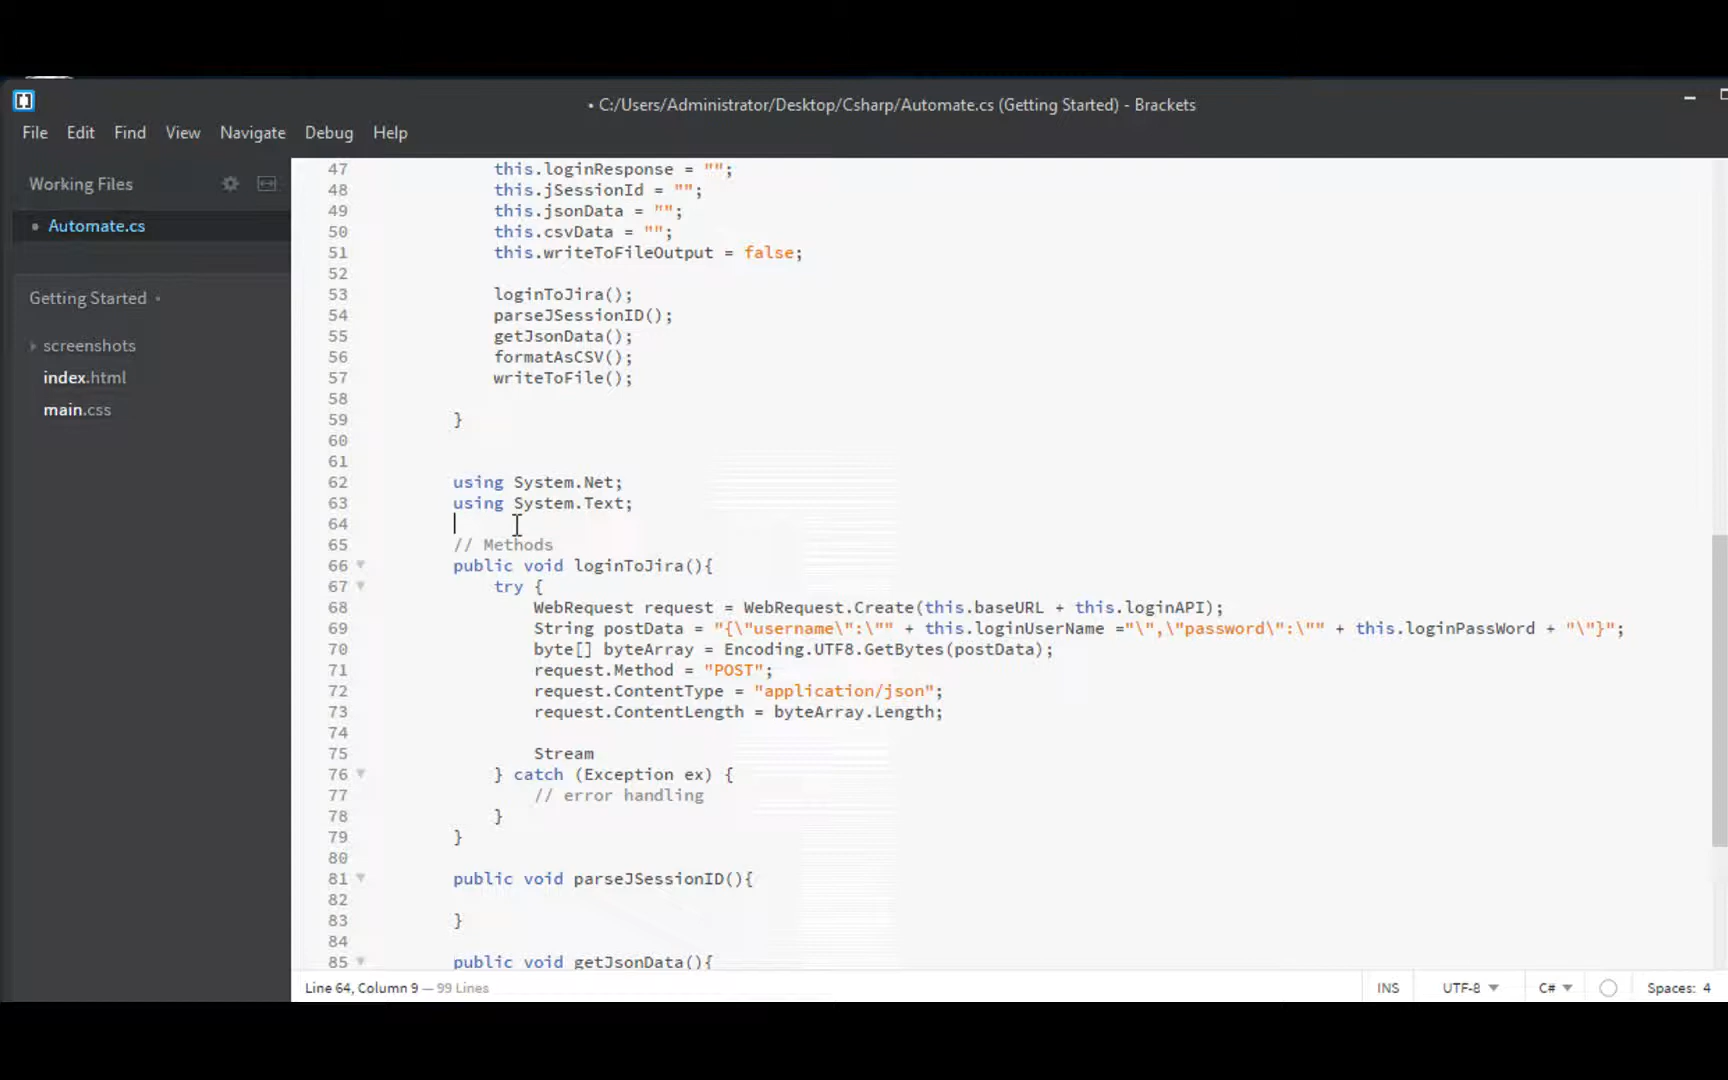 • C:/Users/Administrator/Desktop/Csharp/Automate.cs (Getting Started) - Brackets
File Edit Find View Navigate Debug Help
Working Files
• Automate.cs
Getting Started
screenshots
index.html
main.css
47 this.loginResponse = "";
48 this.jSessionId = "";
49 this.jsonData = "";
50 this.csvData = "";
51 this.writeToFileOutput = false;
52
53 loginToJira();
54 parseJSessionID();
55 getJsonData();
56 formatAsCSV();
57 writeToFile();
58
59 }
60
61
62 using System.Net;
63 using System.Text;
64
65 // Methods
66 public void loginToJira(){
67 try {
68 WebRequest request = WebRequest.Create(this.baseURL + this.loginAPI);
69 String postData = "{\"username\":\"" + this.loginUserName ="\",\"password\":\"" + this.loginPassWord + "\"}";
70 byte[] byteArray = Encoding.UTF8.GetBytes(postData);
71 request.Method = "POST";
72 request.ContentType = "application/json";
73 request.ContentLength = byteArray.Length;
74
75 Stream
76 } catch (Exception ex) {
77 // error handling
78 }
79 }
80
81 public void parseJSessionID(){
82
83 }
84
85 public void getJsonData(){
Line 64, Column 9 — 99 Lines
INS UTF-8 C# Spaces: 4